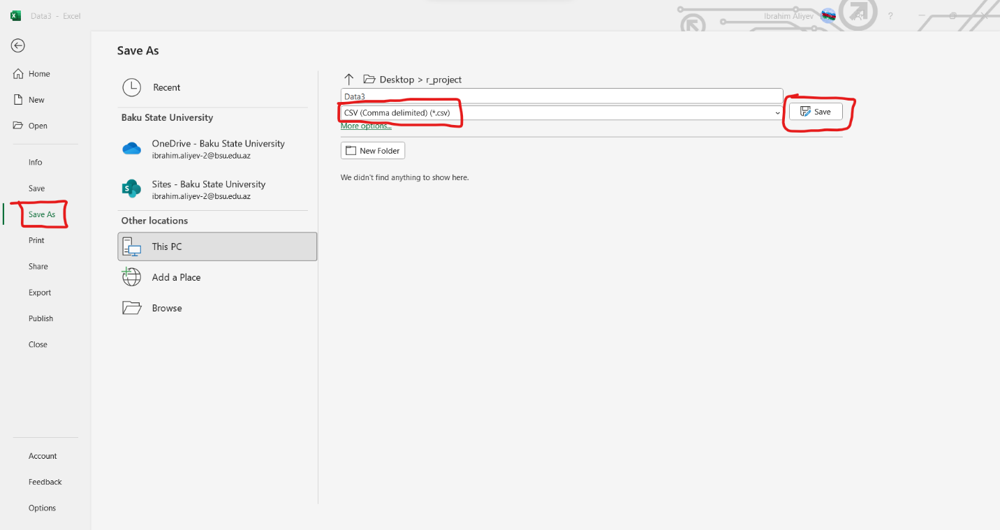 Data3 - Excel
Ibrahim Aliyev
?
Save As
Home
New
Open
Info
Save
Save As
Print
Share
Export
Publish
Close
Account
Feedback
Options
Recent
Baku State University
OneDrive - Baku State University
ibrahim.aliyev-2@bsu.edu.az
Sites - Baku State University
ibrahim.aliyev-2@bsu.edu.az
Other locations
This PC
Add a Place
Browse
Desktop > r_project
Data3
CSV (Comma delimited) (*.csv)
Save
More options...
New Folder
We didn't find anything to show here.